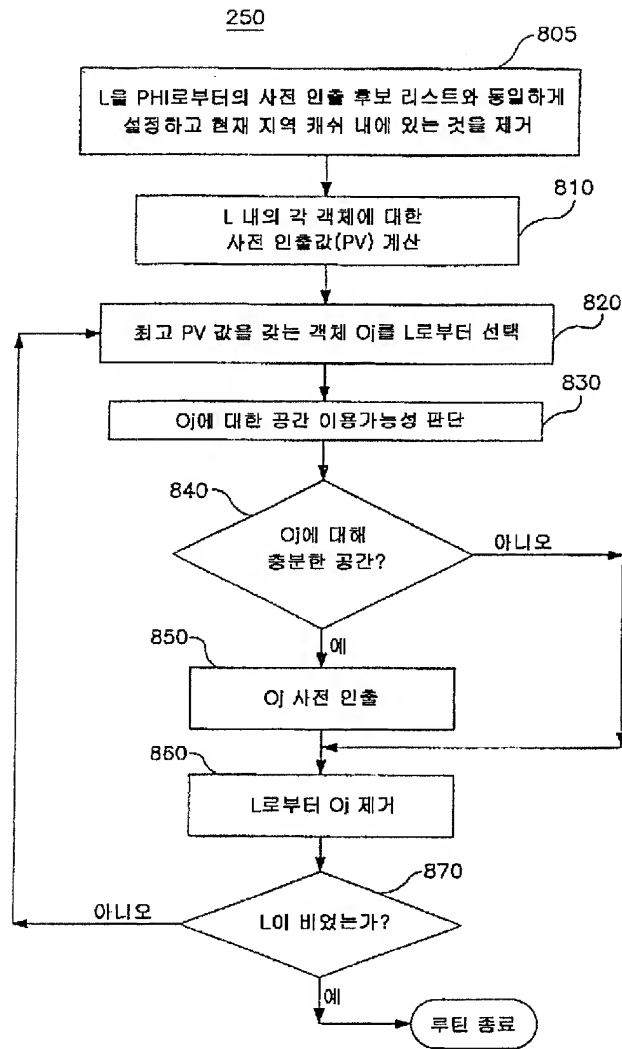 250
805
L을 PHI로부터의 사전 인출 후보 리스트와 동일하게
설정하고 현재 지역 캐쉬 내에 있는 것을 제거
810
L 내의 각 객체에 대한
사전 인출값(PV) 계산
820
최고 PV 값을 갖는 객체 Oj를 L로부터 선택
830
Oj에 대한 공간 이용가능성 판단
840
Oj에 대해
충분한 공간?
아니오
예
850
Oj 사전 인출
860
L로부터 Oj 제거
870
L이 비었는가?
아니오
예
루틴 종료